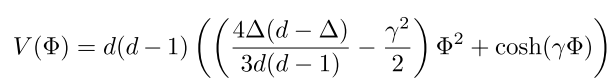 V(Φ) = d(d − 1) ( ( 4Δ(d − Δ) / 3d(d − 1) − γ² / 2 ) Φ² + cosh(γΦ) )